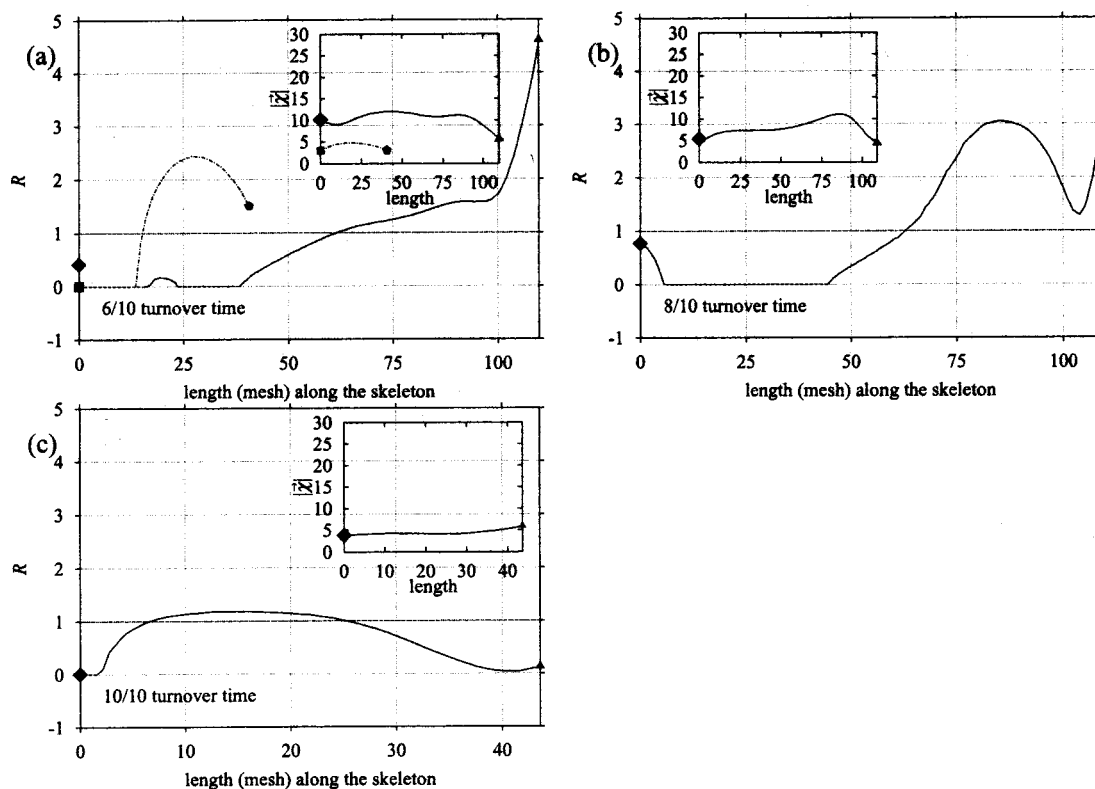 (a)
5
4
3
2
1
0
-1
R
30
25
20
15
10
5
0
|χ⃗|
0 25 50 75 100
length
6/10 turnover time
0 25 50 75 100
length (mesh) along the skeleton
(b)
5
4
3
2
1
0
-1
R
30
25
20
15
10
5
0
|χ⃗|
0 25 50 75 100
length
8/10 turnover time
0 25 50 75 100
length (mesh) along the skeleton
(c)
5
4
3
2
1
0
-1
R
30
25
20
15
10
5
0
|χ⃗|
0 10 20 30 40
length
10/10 turnover time
0 10 20 30 40
length (mesh) along the skeleton